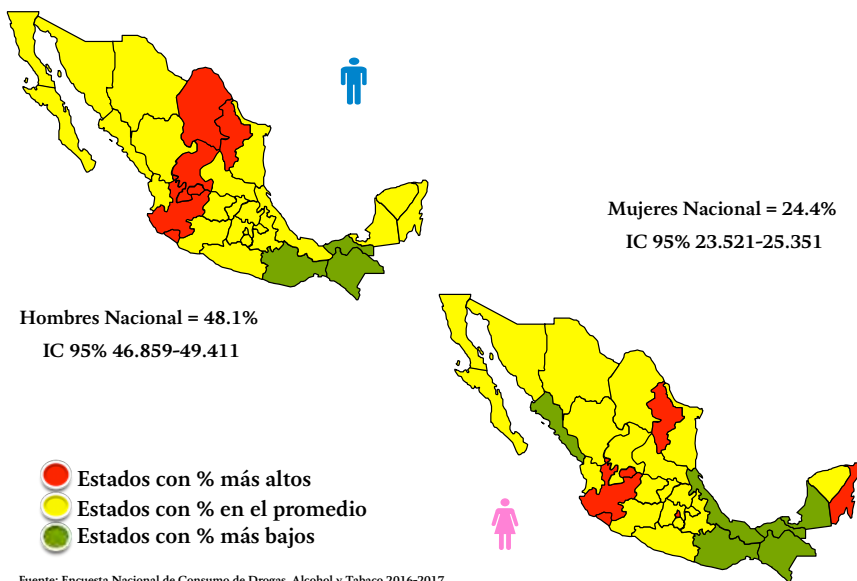 Mujeres Nacional = 24.4%
IC 95% 23.521-25.351
Hombres Nacional = 48.1%
IC 95% 46.859-49.411
Estados con % más altos
Estados con % en el promedio
Estados con % más bajos
Fuente: Encuesta Nacional de Consumo de Drogas, Alcohol y Tabaco 2016-2017